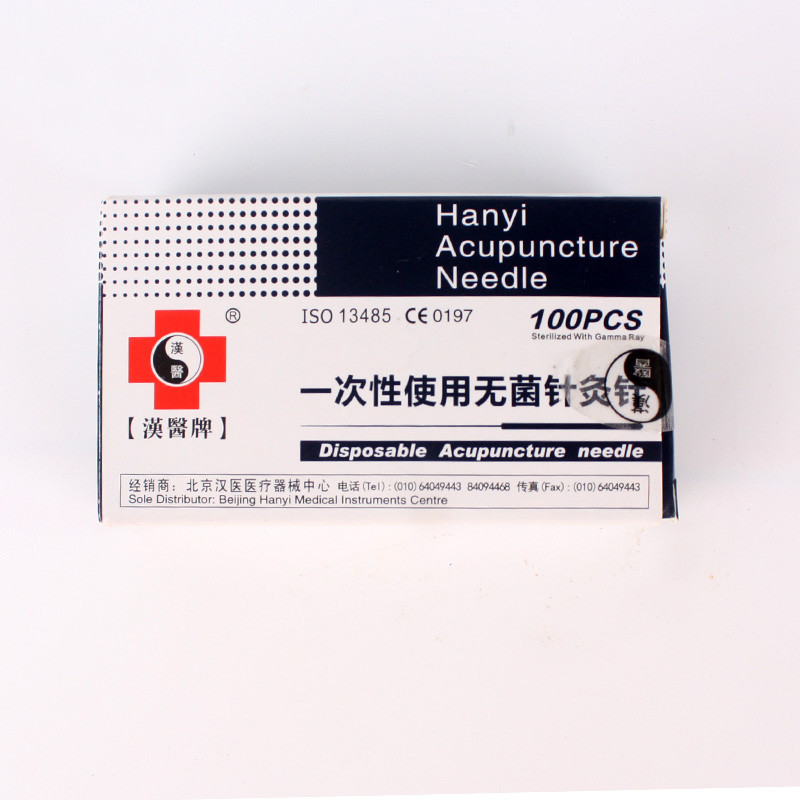 Hanyi
Acupuncture
Needle
®
ISO 13485 CE 0197
100PCS
Sterilized With Gamma Ray
漢
醫
【漢醫牌】
一次性使用无菌针灸针
漢醫
Disposable Acupuncture needle
经销商：北京汉医医疗器械中心 电话(Tel)：(010)64049443 84094468 传真(Fax)：(010)64049443
Sole Distributor: Beijing Hanyi Medical Instruments Centre